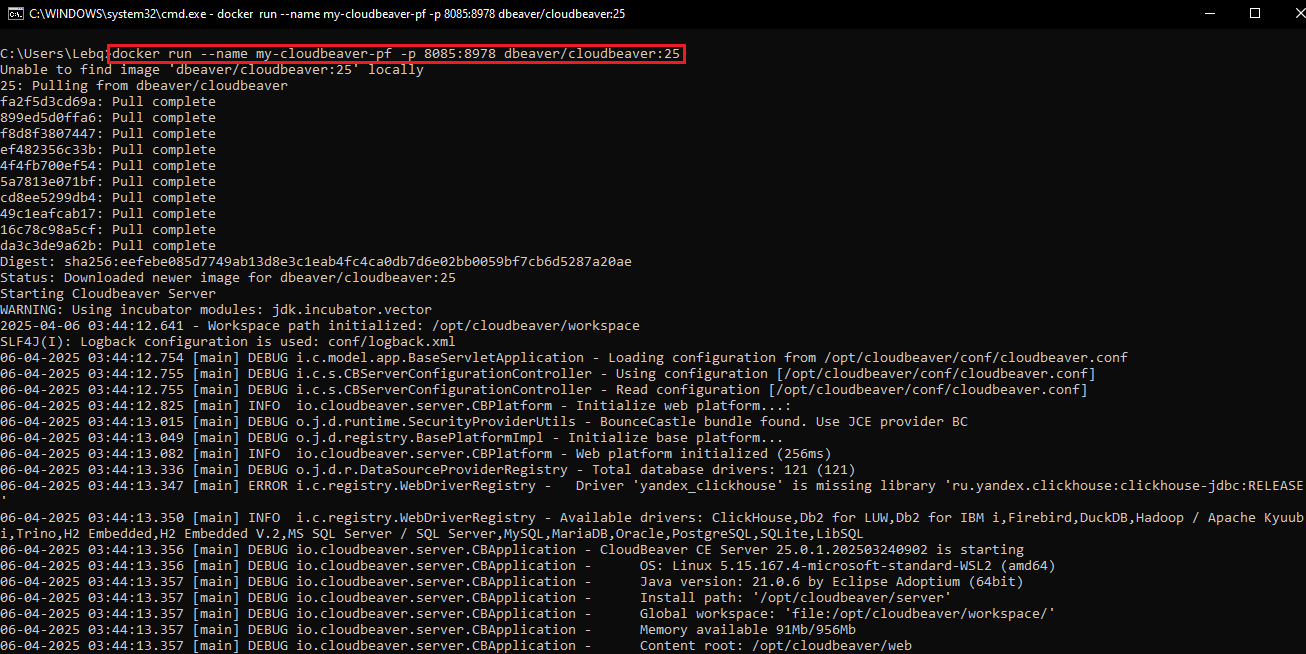 C:\WINDOWS\system32\cmd.exe - docker  run --name my-cloudbeaver-pf -p 8085:8978 dbeaver/cloudbeaver:25
C:\Users\Lebq>docker run --name my-cloudbeaver-pf -p 8085:8978 dbeaver/cloudbeaver:25
Unable to find image 'dbeaver/cloudbeaver:25' locally
25: Pulling from dbeaver/cloudbeaver
fa2f5d3cd69a: Pull complete
899ed5d0ffa6: Pull complete
f8d8f3807447: Pull complete
ef482356c33b: Pull complete
4f4fb700ef54: Pull complete
5a7813e071bf: Pull complete
cd8ee5299db4: Pull complete
49c1eafcab17: Pull complete
16c78c98a5cf: Pull complete
da3c3de9a62b: Pull complete
Digest: sha256:eefebe085d7749ab13d8e3c1eab4fc4ca0db7d6e02bb0059bf7cb6d5287a20ae
Status: Downloaded newer image for dbeaver/cloudbeaver:25
Starting Cloudbeaver Server
WARNING: Using incubator modules: jdk.incubator.vector
2025-04-06 03:44:12.641 - Workspace path initialized: /opt/cloudbeaver/workspace
SLF4J(I): Logback configuration is used: conf/logback.xml
06-04-2025 03:44:12.754 [main] DEBUG i.c.model.app.BaseServletApplication - Loading configuration from /opt/cloudbeaver/conf/cloudbeaver.conf
06-04-2025 03:44:12.755 [main] DEBUG i.c.s.CBServerConfigurationController - Using configuration [/opt/cloudbeaver/conf/cloudbeaver.conf]
06-04-2025 03:44:12.755 [main] DEBUG i.c.s.CBServerConfigurationController - Read configuration [/opt/cloudbeaver/conf/cloudbeaver.conf]
06-04-2025 03:44:12.825 [main] INFO  io.cloudbeaver.server.CBPlatform - Initialize web platform...:
06-04-2025 03:44:13.015 [main] DEBUG o.j.d.runtime.SecurityProviderUtils - BounceCastle bundle found. Use JCE provider BC
06-04-2025 03:44:13.049 [main] DEBUG o.j.d.registry.BasePlatformImpl - Initialize base platform...
06-04-2025 03:44:13.082 [main] INFO  io.cloudbeaver.server.CBPlatform - Web platform initialized (256ms)
06-04-2025 03:44:13.336 [main] DEBUG o.j.d.r.DataSourceProviderRegistry - Total database drivers: 121 (121)
06-04-2025 03:44:13.347 [main] ERROR i.c.registry.WebDriverRegistry -   Driver 'yandex_clickhouse' is missing library 'ru.yandex.clickhouse:clickhouse-jdbc:RELEASE
'
06-04-2025 03:44:13.350 [main] INFO  i.c.registry.WebDriverRegistry - Available drivers: ClickHouse,Db2 for LUW,Db2 for IBM i,Firebird,DuckDB,Hadoop / Apache Kyuub
i,Trino,H2 Embedded,H2 Embedded V.2,MS SQL Server / SQL Server,MySQL,MariaDB,Oracle,PostgreSQL,SQLite,LibSQL
06-04-2025 03:44:13.356 [main] DEBUG io.cloudbeaver.server.CBApplication - CloudBeaver CE Server 25.0.1.202503240902 is starting
06-04-2025 03:44:13.356 [main] DEBUG io.cloudbeaver.server.CBApplication -      OS: Linux 5.15.167.4-microsoft-standard-WSL2 (amd64)
06-04-2025 03:44:13.357 [main] DEBUG io.cloudbeaver.server.CBApplication -      Java version: 21.0.6 by Eclipse Adoptium (64bit)
06-04-2025 03:44:13.357 [main] DEBUG io.cloudbeaver.server.CBApplication -      Install path: '/opt/cloudbeaver/server'
06-04-2025 03:44:13.357 [main] DEBUG io.cloudbeaver.server.CBApplication -      Global workspace: 'file:/opt/cloudbeaver/workspace/'
06-04-2025 03:44:13.357 [main] DEBUG io.cloudbeaver.server.CBApplication -      Memory available 91Mb/956Mb
06-04-2025 03:44:13.357 [main] DEBUG io.cloudbeaver.server.CBApplication -      Content root: /opt/cloudbeaver/web